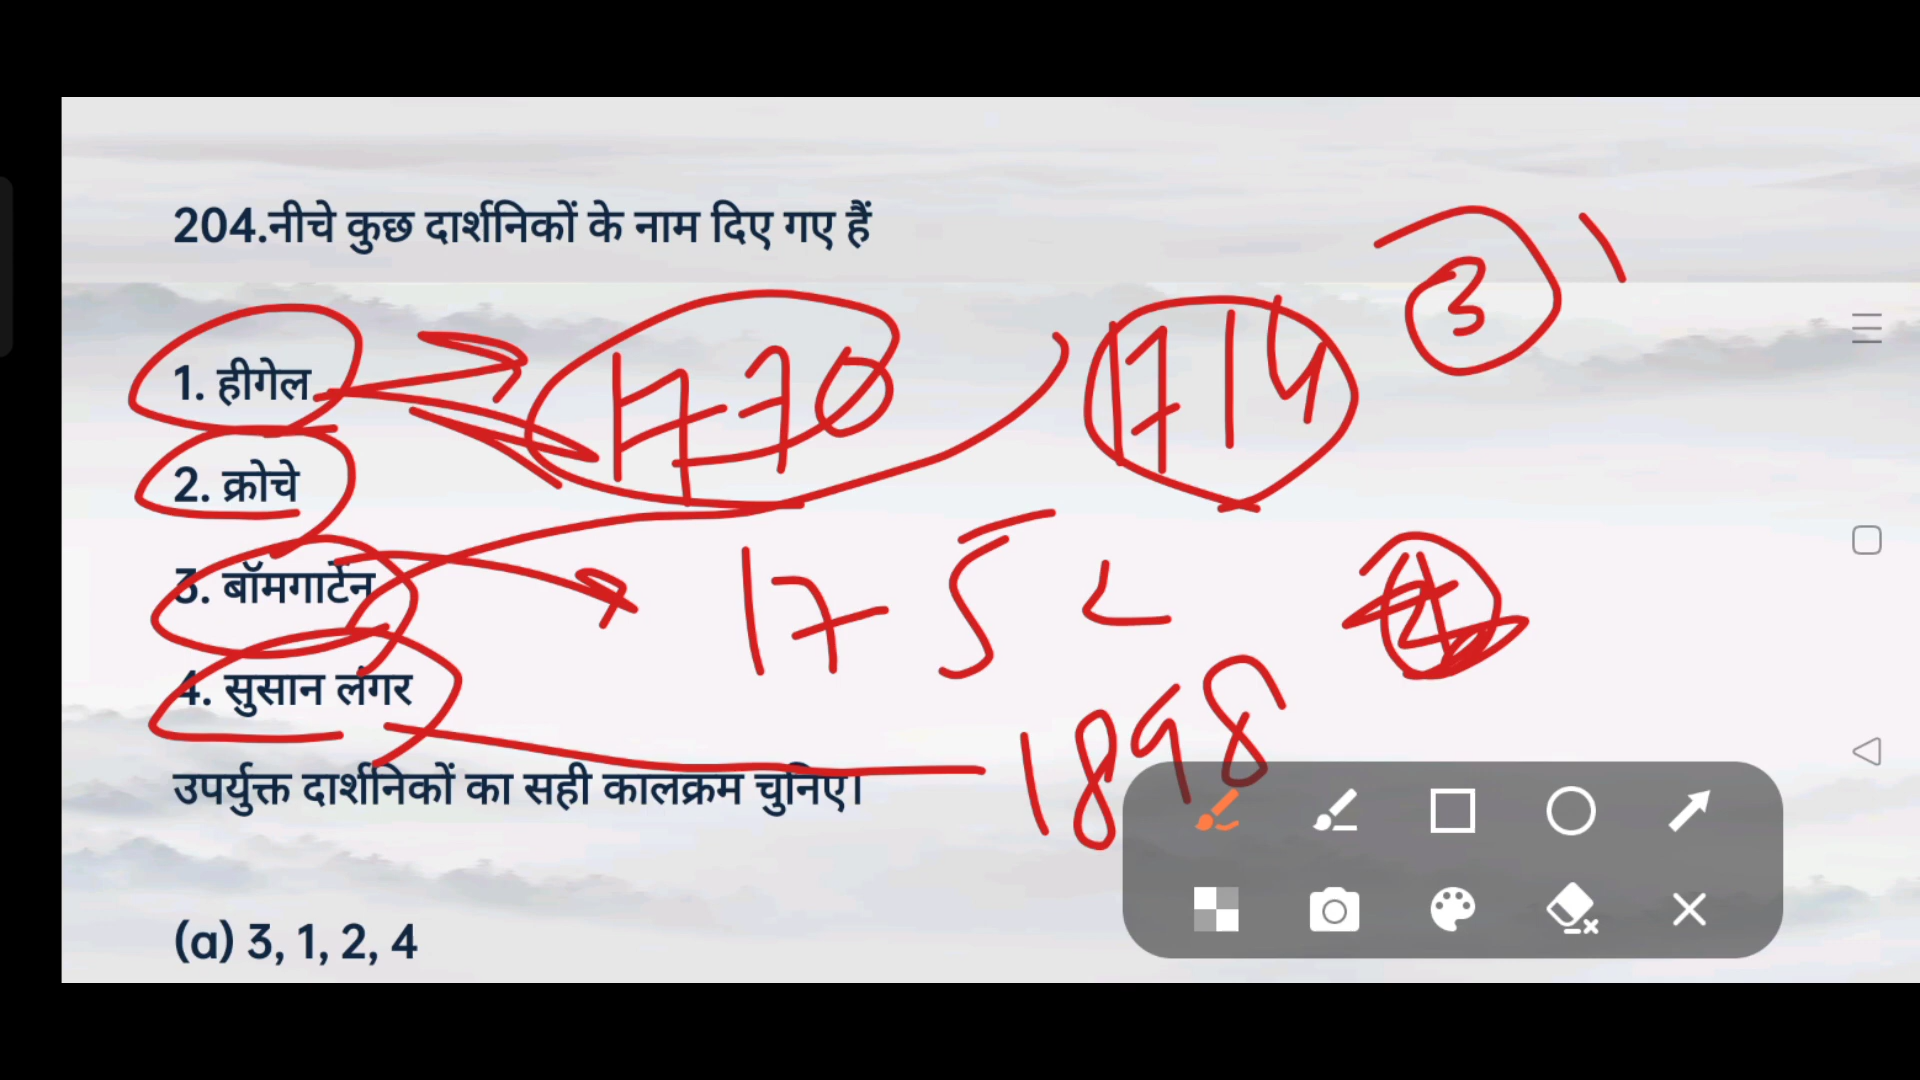 204.नीचे कुछ दार्शनिकों के नाम दिए गए हैं
1. हीगेल
1770
1714
3
2. क्रोचे
3. बॉमगार्टेन
175
4. सुसान लैंगर
1898
उपर्युक्त दार्शनिकों का सही कालक्रम चुनिए।
(a) 3, 1, 2, 4